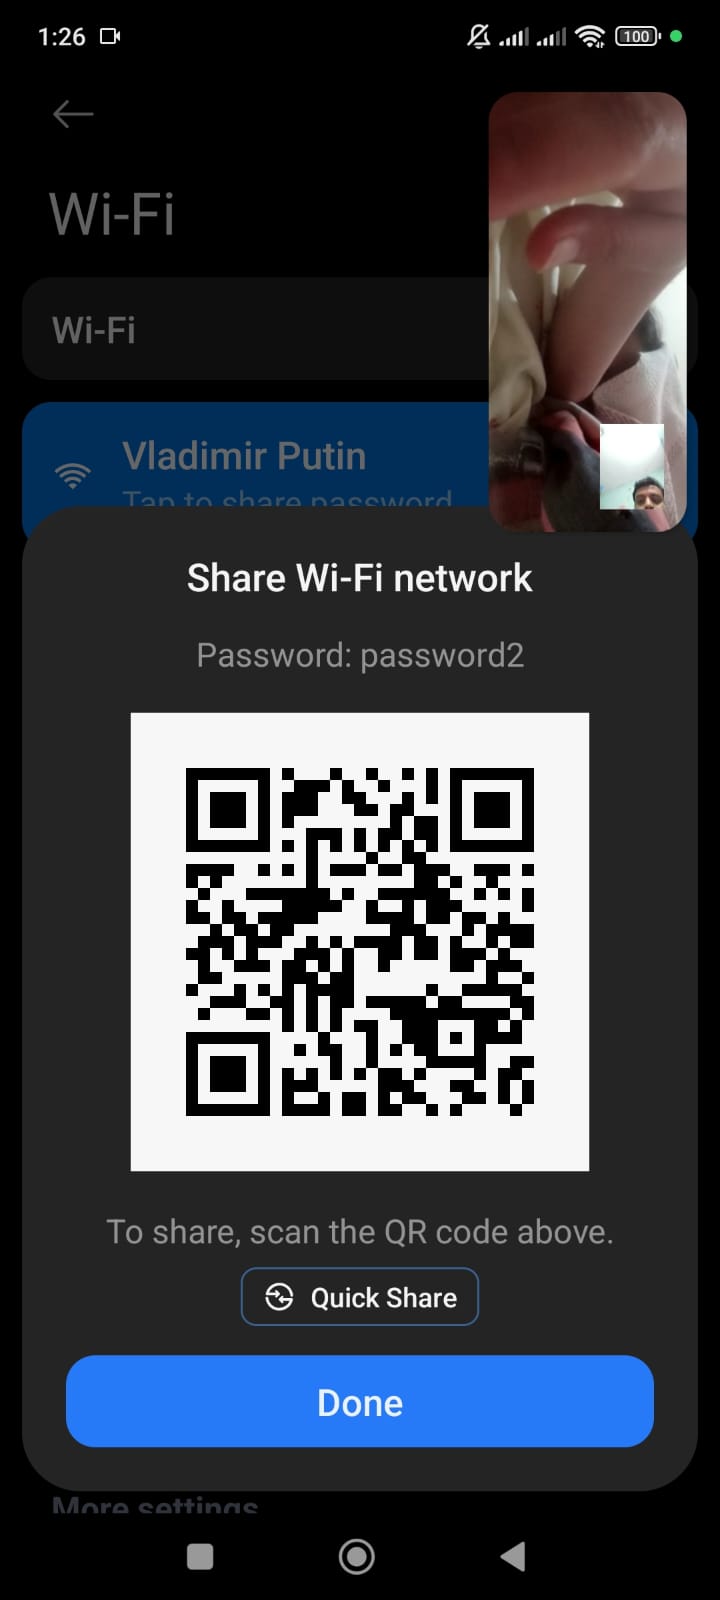 1:26
100
Wi-Fi
Wi-Fi
Vladimir Putin
Tap to share password
Share Wi-Fi network
Password: password2
To share, scan the QR code above.
Quick Share
Done
More settings